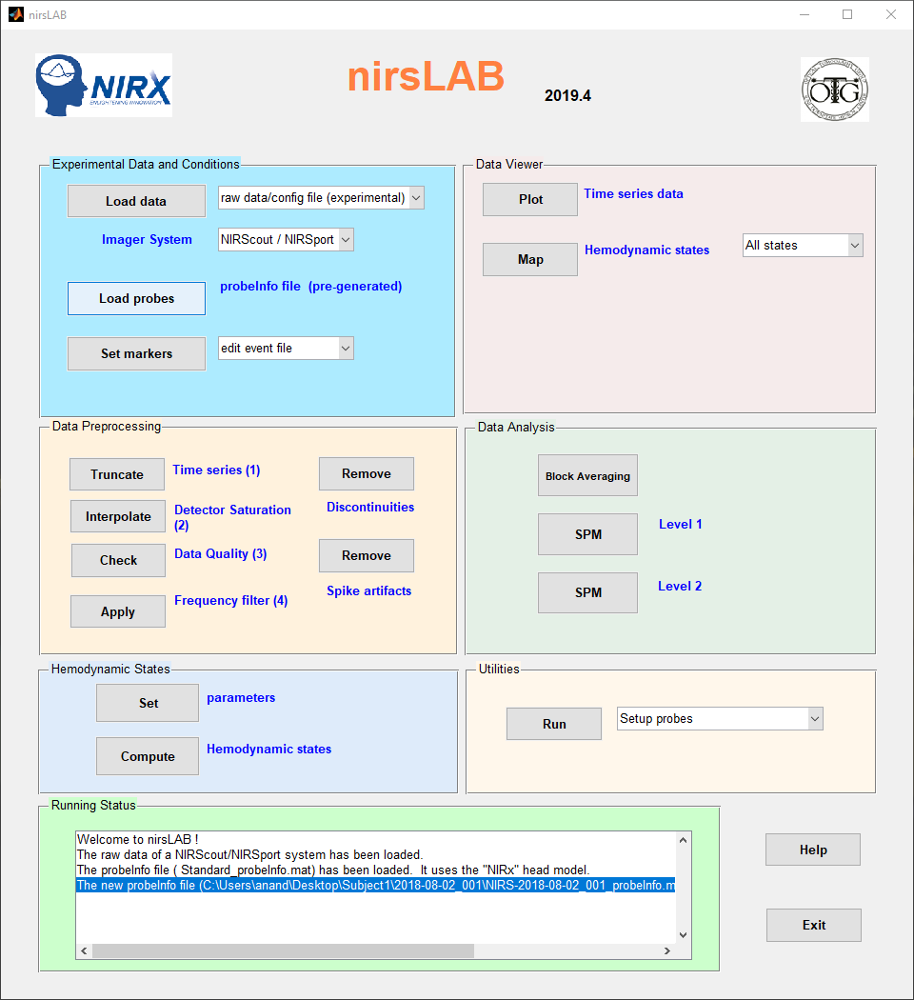 nirsLAB
NIRX
nirsLAB
2019.4
OTG
Experimental Data and Conditions
Load data
raw data/config file (experimental)
Imager System
NIRScout / NIRSport
Load probes
probeInfo file (pre-generated)
Set markers
edit event file
Data Viewer
Plot
Time series data
Map
Hemodynamic states
All states
Data Preprocessing
Truncate
Time series (1)
Remove
Discontinuities
Interpolate
Detector Saturation
(2)
Check
Data Quality (3)
Remove
Spike artifacts
Apply
Frequency filter (4)
Data Analysis
Block Averaging
SPM
Level 1
SPM
Level 2
Hemodynamic States
Set
parameters
Compute
Hemodynamic states
Utilities
Run
Setup probes
Running Status
Welcome to nirsLAB !
The raw data of a NIRScout/NIRSport system has been loaded.
The probeInfo file ( Standard_probeInfo.mat) has been loaded. It uses the "NIRx" head model.
The new probeInfo file (C:\Users\anand\Desktop\Subject1\2018-08-02_001\NIRS-2018-08-02_001_probeInfo.m
Help
Exit